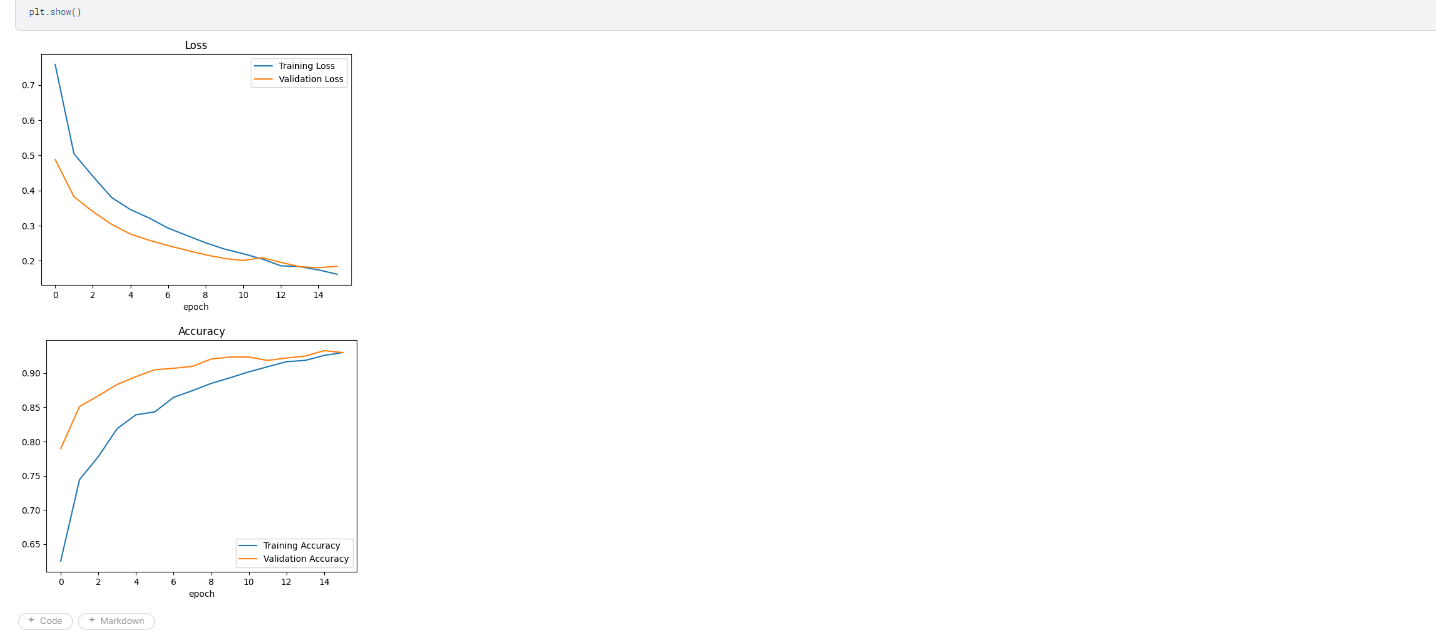 plt.show()
Loss
Training Loss
Validation Loss
0.7
0.6
0.5
0.4
0.3
0.2
0 2 4 6 8 10 12 14
epoch
Accuracy
0.90
0.85
0.80
0.75
0.70
0.65
Training Accuracy
Validation Accuracy
0 2 4 6 8 10 12 14
epoch
+ Code + Markdown